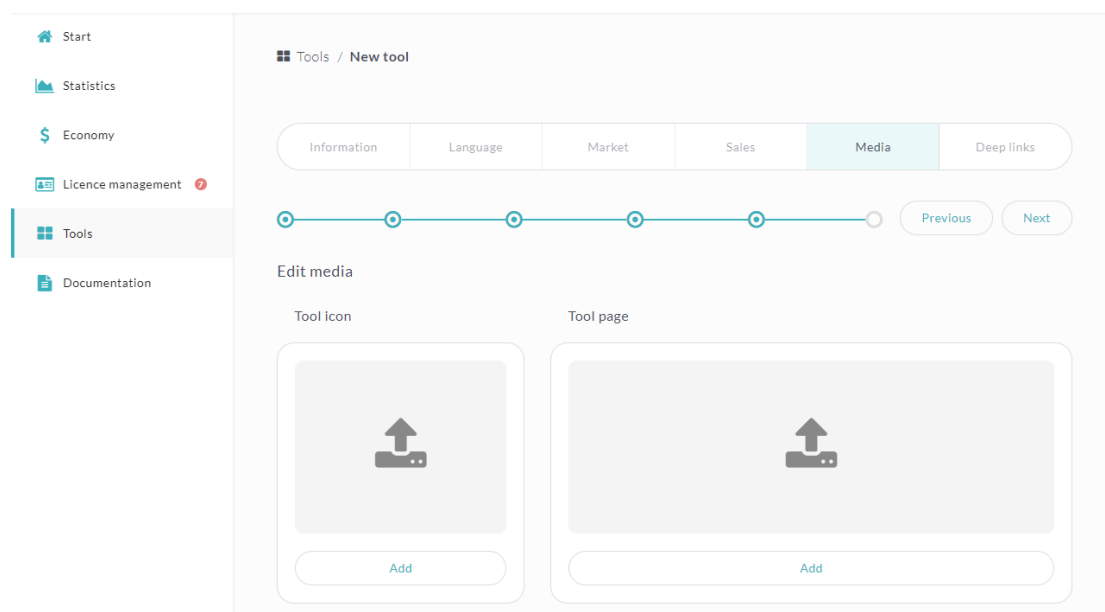 Start
Statistics
Economy
Licence management 7
Tools
Documentation
Tools / New tool
Information Language Market Sales Media Deep links
Previous Next
Edit media
Tool icon Tool page
Add Add